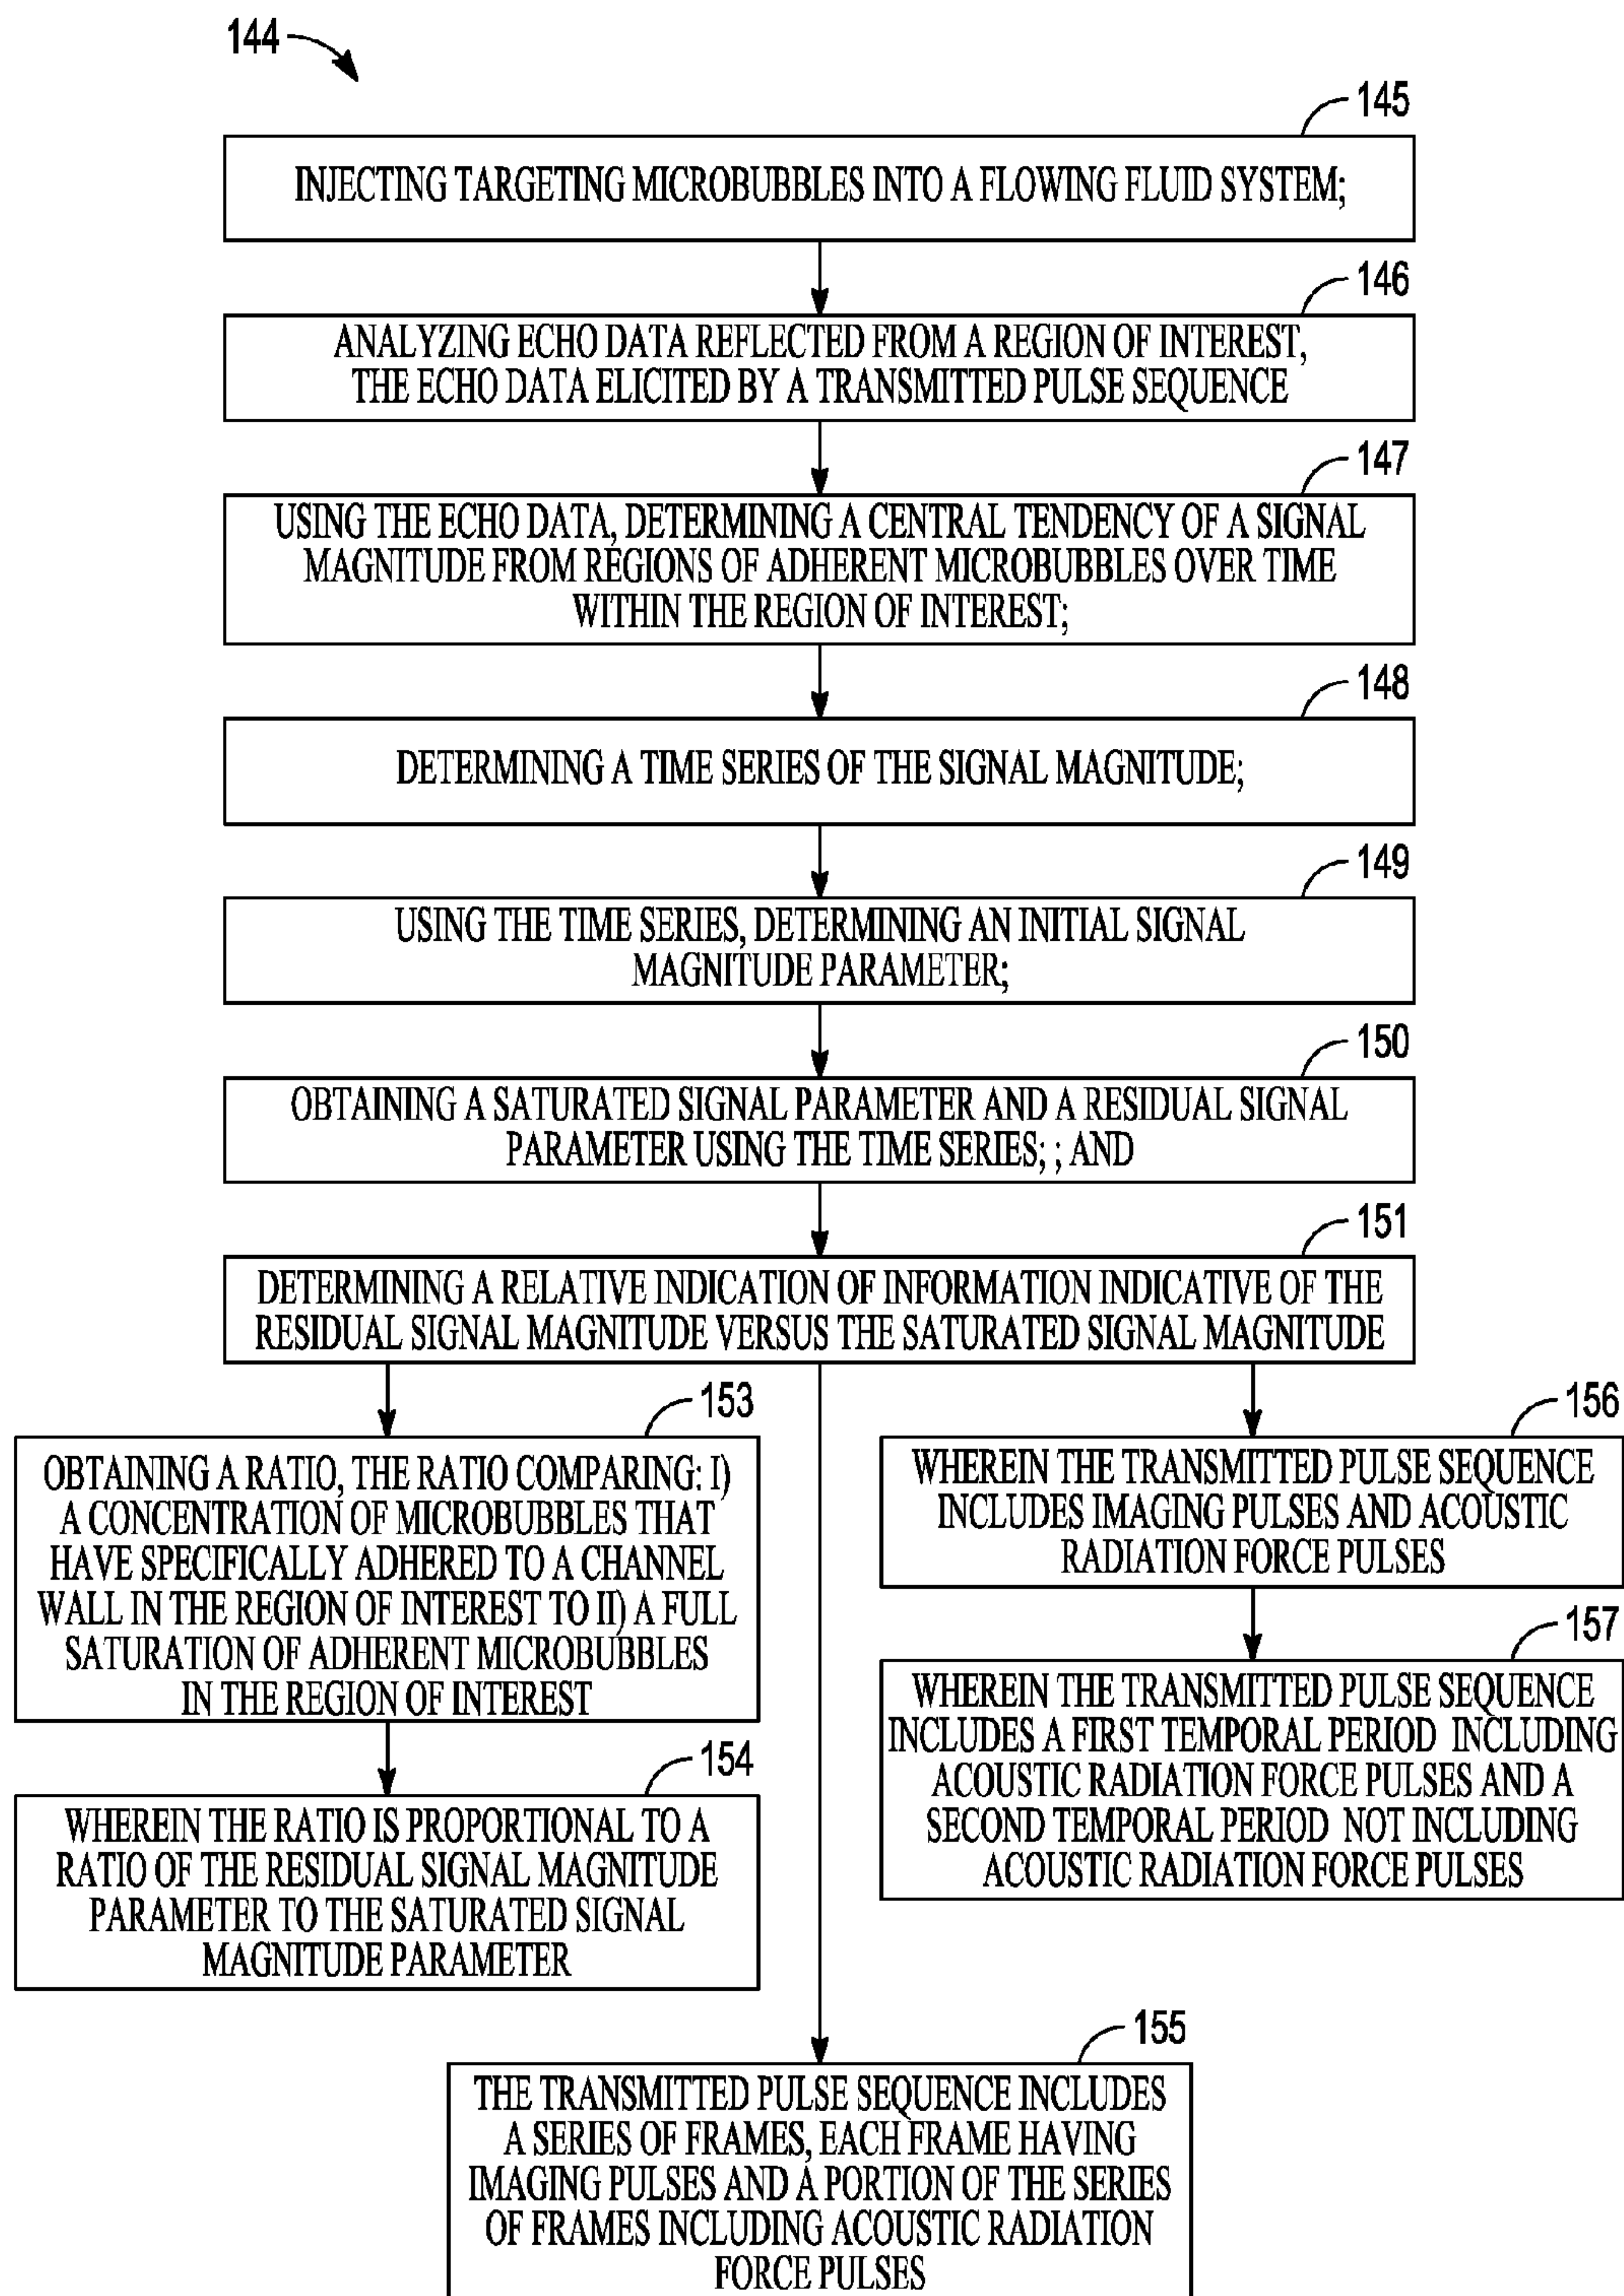 144
145
INJECTING TARGETING MICROBUBBLES INTO A FLOWING FLUID SYSTEM;
146
ANALYZING ECHO DATA REFLECTED FROM A REGION OF INTEREST,
THE ECHO DATA ELICITED BY A TRANSMITTED PULSE SEQUENCE
147
USING THE ECHO DATA, DETERMINING A CENTRAL TENDENCY OF A SIGNAL
MAGNITUDE FROM REGIONS OF ADHERENT MICROBUBBLES OVER TIME
WITHIN THE REGION OF INTEREST;
148
DETERMINING A TIME SERIES OF THE SIGNAL MAGNITUDE;
149
USING THE TIME SERIES, DETERMINING AN INITIAL SIGNAL
MAGNITUDE PARAMETER;
150
OBTAINING A SATURATED SIGNAL PARAMETER AND A RESIDUAL SIGNAL
PARAMETER USING THE TIME SERIES; ; AND
151
DETERMINING A RELATIVE INDICATION OF INFORMATION INDICATIVE OF THE
RESIDUAL SIGNAL MAGNITUDE VERSUS THE SATURATED SIGNAL MAGNITUDE
153
OBTAINING A RATIO, THE RATIO COMPARING: I)
A CONCENTRATION OF MICROBUBBLES THAT
HAVE SPECIFICALLY ADHERED TO A CHANNEL
WALL IN THE REGION OF INTEREST TO II) A FULL
SATURATION OF ADHERENT MICROBUBBLES
IN THE REGION OF INTEREST
154
WHEREIN THE RATIO IS PROPORTIONAL TO A
RATIO OF THE RESIDUAL SIGNAL MAGNITUDE
PARAMETER TO THE SATURATED SIGNAL
MAGNITUDE PARAMETER
156
WHEREIN THE TRANSMITTED PULSE SEQUENCE
INCLUDES IMAGING PULSES AND ACOUSTIC
RADIATION FORCE PULSES
157
WHEREIN THE TRANSMITTED PULSE SEQUENCE
INCLUDES A FIRST TEMPORAL PERIOD INCLUDING
ACOUSTIC RADIATION FORCE PULSES AND A
SECOND TEMPORAL PERIOD NOT INCLUDING
ACOUSTIC RADIATION FORCE PULSES
155
THE TRANSMITTED PULSE SEQUENCE INCLUDES
A SERIES OF FRAMES, EACH FRAME HAVING
IMAGING PULSES AND A PORTION OF THE SERIES
OF FRAMES INCLUDING ACOUSTIC RADIATION
FORCE PULSES